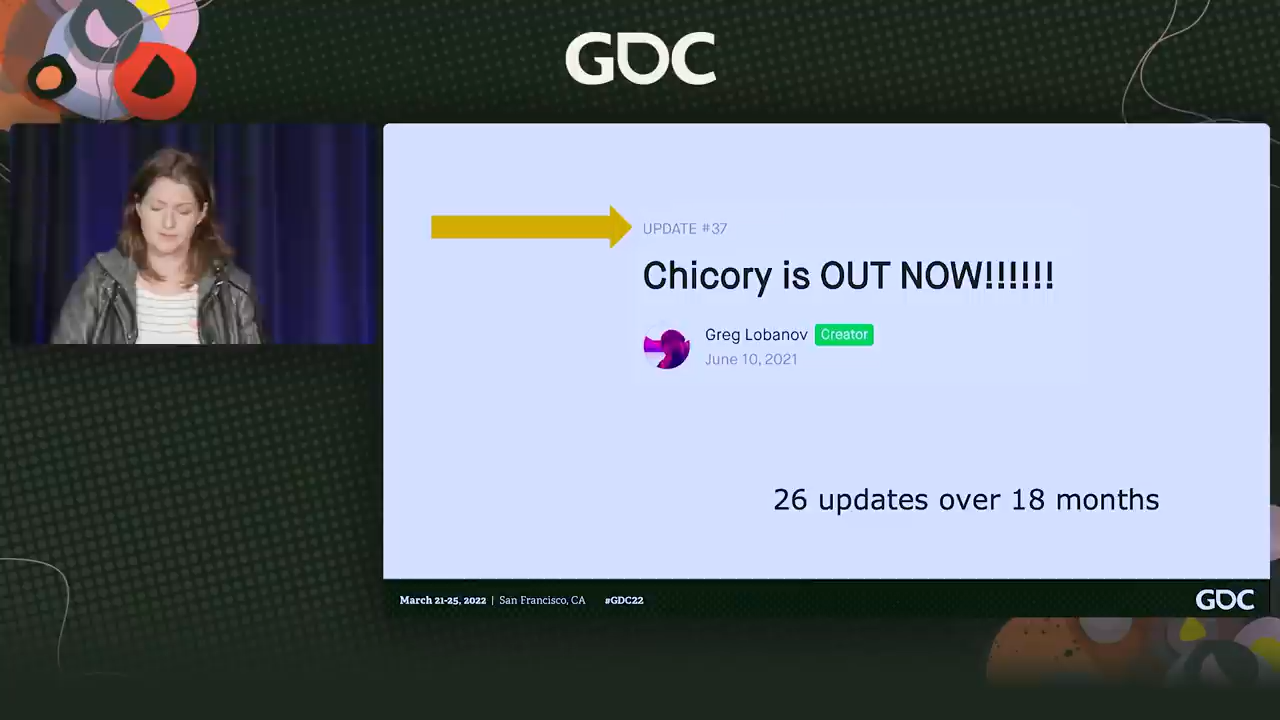 GDC
UPDATE #37
Chicory is OUT NOW!!!!!!
Greg Lobanov Creator
June 10, 2021
26 updates over 18 months
March 21-25, 2022 | San Francisco, CA #GDC22
GDC